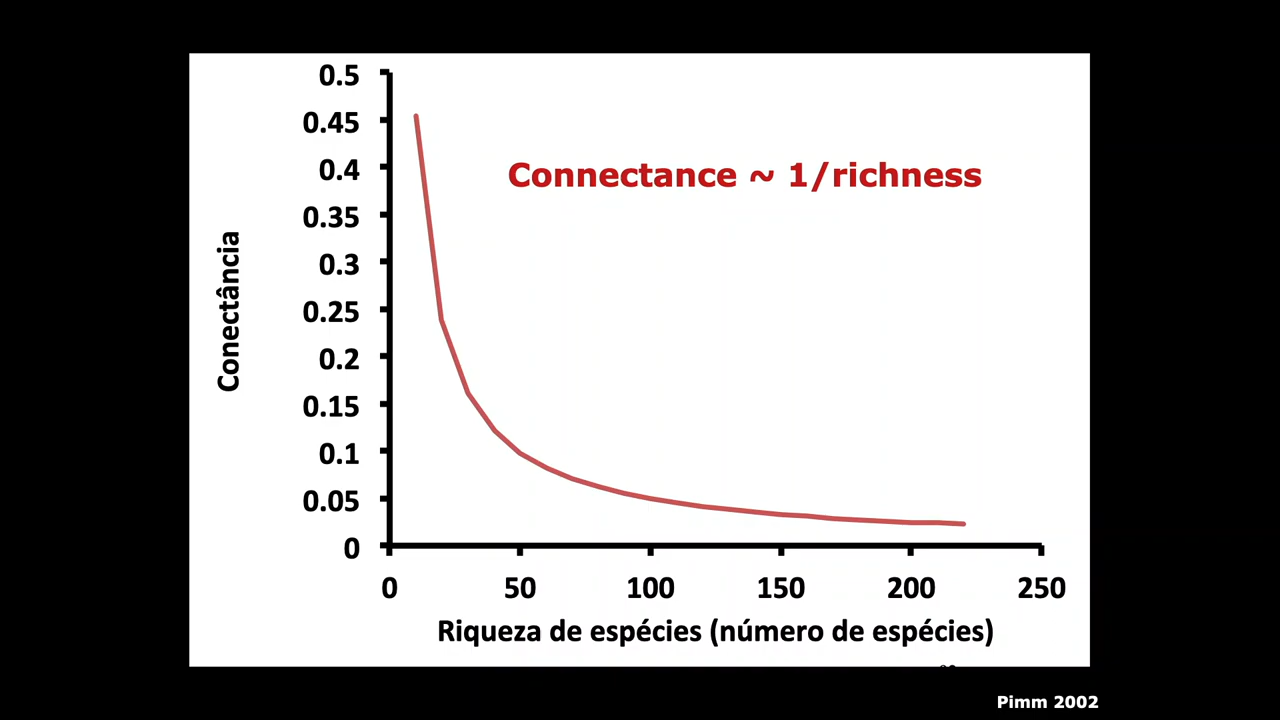 0.5
0.45
0.4
0.35
0.3
0.25
0.2
0.15
0.1
0.05
0
Connectance ~ 1/richness
Conectância
0 50 100 150 200 250
Riqueza de espécies (número de espécies)
Pimm 2002